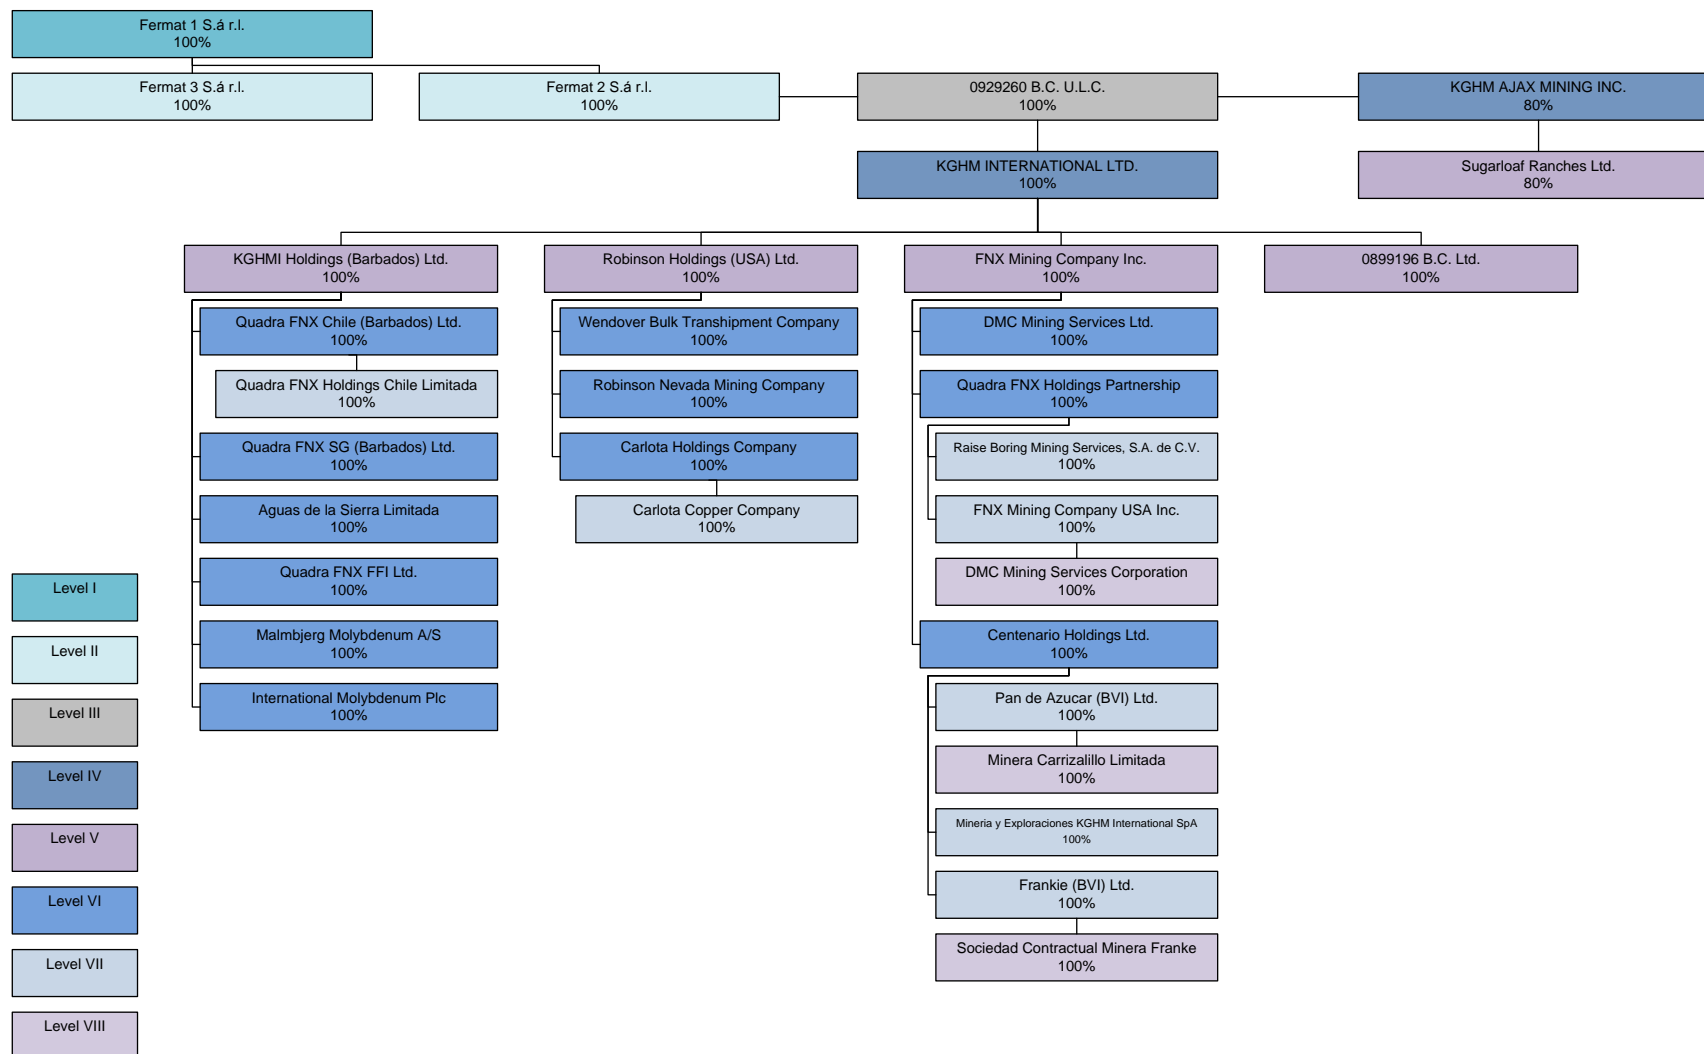 Fermat 1 S.á r.l.
100%
Fermat 3 S.á r.l.
100%
Fermat 2 S.á r.l.
100%
0929260 B.C. U.L.C.
100%
KGHM AJAX MINING INC.
80%
KGHM INTERNATIONAL LTD.
100%
Sugarloaf Ranches Ltd.
80%
KGHMI Holdings (Barbados) Ltd.
100%
Robinson Holdings (USA) Ltd.
100%
FNX Mining Company Inc.
100%
0899196 B.C. Ltd.
100%
Quadra FNX Chile (Barbados) Ltd.
100%
Quadra FNX Holdings Chile Limitada
100%
Quadra FNX SG (Barbados) Ltd.
100%
Aguas de la Sierra Limitada
100%
Quadra FNX FFI Ltd.
100%
Malmbjerg Molybdenum A/S
100%
International Molybdenum Plc
100%
Wendover Bulk Transhipment Company
100%
Robinson Nevada Mining Company
100%
Carlota Holdings Company
100%
Carlota Copper Company
100%
DMC Mining Services Ltd.
100%
Quadra FNX Holdings Partnership
100%
Raise Boring Mining Services, S.A. de C.V.
100%
FNX Mining Company USA Inc.
100%
DMC Mining Services Corporation
100%
Centenario Holdings Ltd.
100%
Pan de Azucar (BVI) Ltd.
100%
Minera Carrizalillo Limitada
100%
Mineria y Exploraciones KGHM International SpA
100%
Frankie (BVI) Ltd.
100%
Sociedad Contractual Minera Franke
100%
Level I
Level II
Level III
Level IV
Level V
Level VI
Level VII
Level VIII